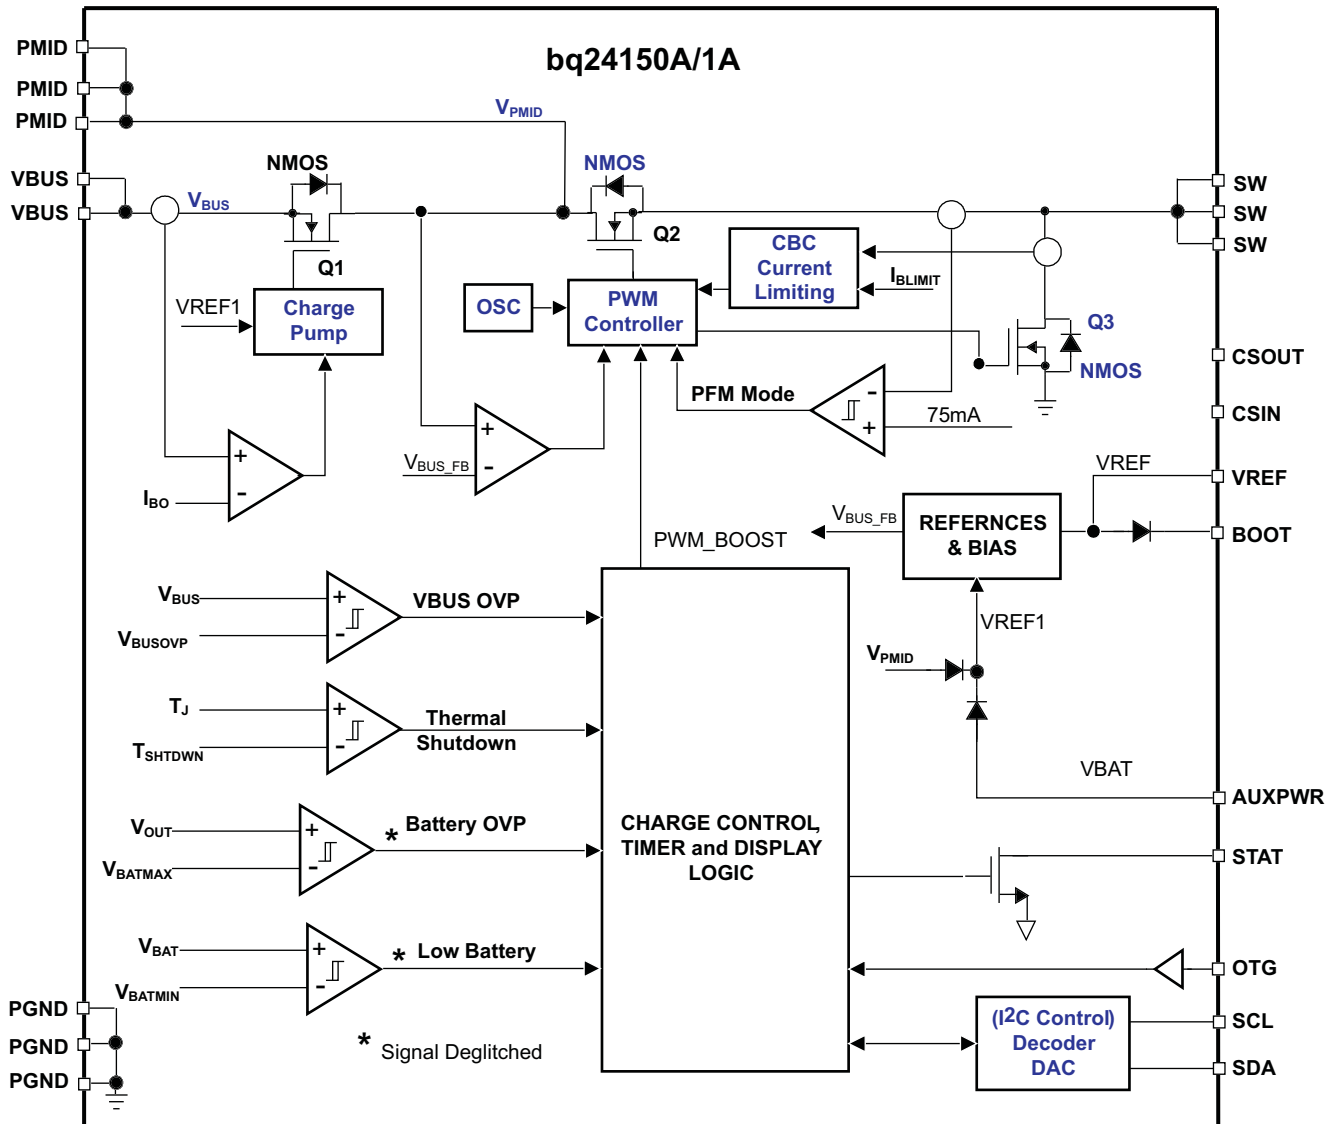 bq24150A/1A
PMID
PMID
PMID
VPMID
VBUS
VBUS
VBUS
NMOS
Q1
NMOS
Q2
SW
SW
SW
VREF1
Charge
Pump
OSC
PWM
Controller
CBC
Current
Limiting
IBLIMIT
Q3
NMOS
CSOUT
CSIN
PFM Mode
-
+
75mA
+
-
VBUS_FB
+
-
IBO
VREF
VREF
BOOT
VBUS_FB
REFERNCES
& BIAS
PWM_BOOST
VREF1
VPMID
VBAT
AUXPWR
VBUS
VBUSOVP
+
-
VBUS OVP
TJ
TSHTDWN
+
-
Thermal
Shutdown
VOUT
VBATMAX
+
-
* Battery OVP
VBAT
VBATMIN
+
-
* Low Battery
CHARGE CONTROL,
TIMER and DISPLAY
LOGIC
STAT
OTG
(I2C Control)
Decoder
DAC
SCL
SDA
PGND
PGND
PGND
* Signal Deglitched